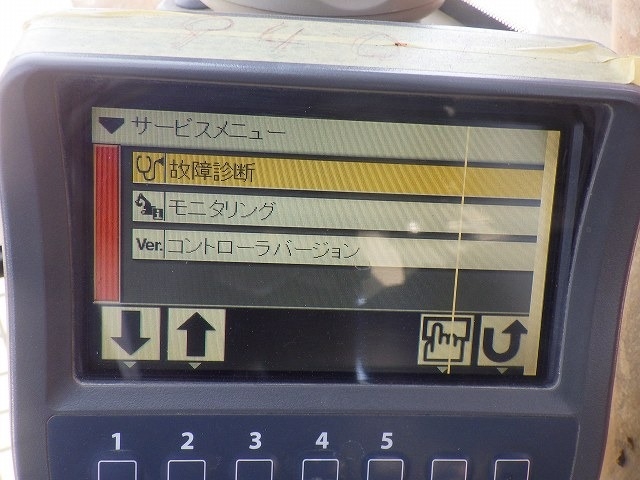 サービスメニュー
故障診断
モニタリング
Ver. コントローラバージョン
1 2 3 4 5